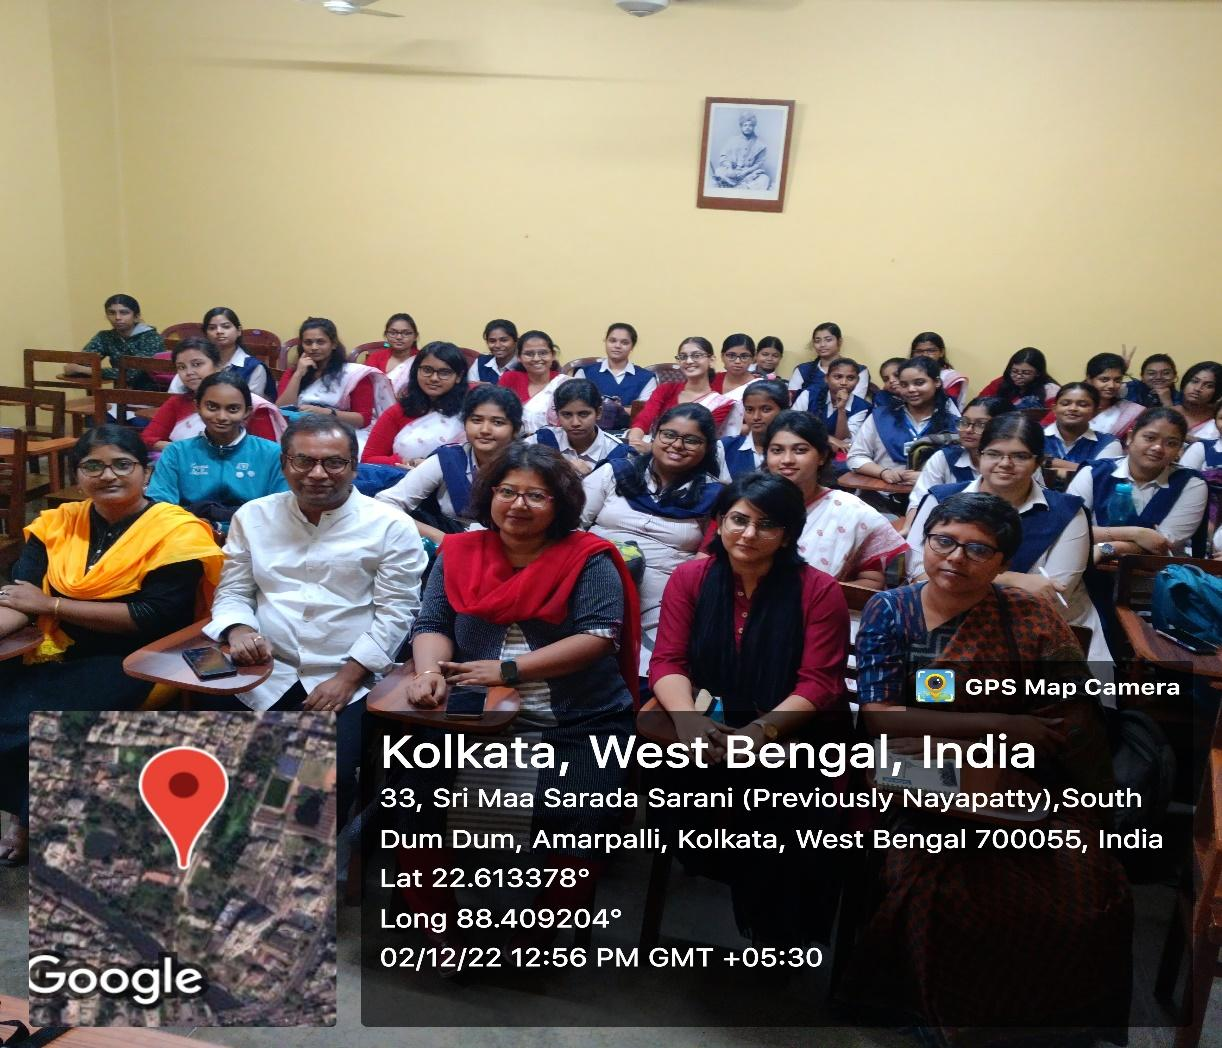 GPS Map Camera
Kolkata, West Bengal, India
33, Sri Maa Sarada Sarani (Previously Nayapatty),South
Dum Dum, Amarpalli, Kolkata, West Bengal 700055, India
Lat 22.613378°
Long 88.409204°
02/12/22 12:56 PM GMT +05:30
Google